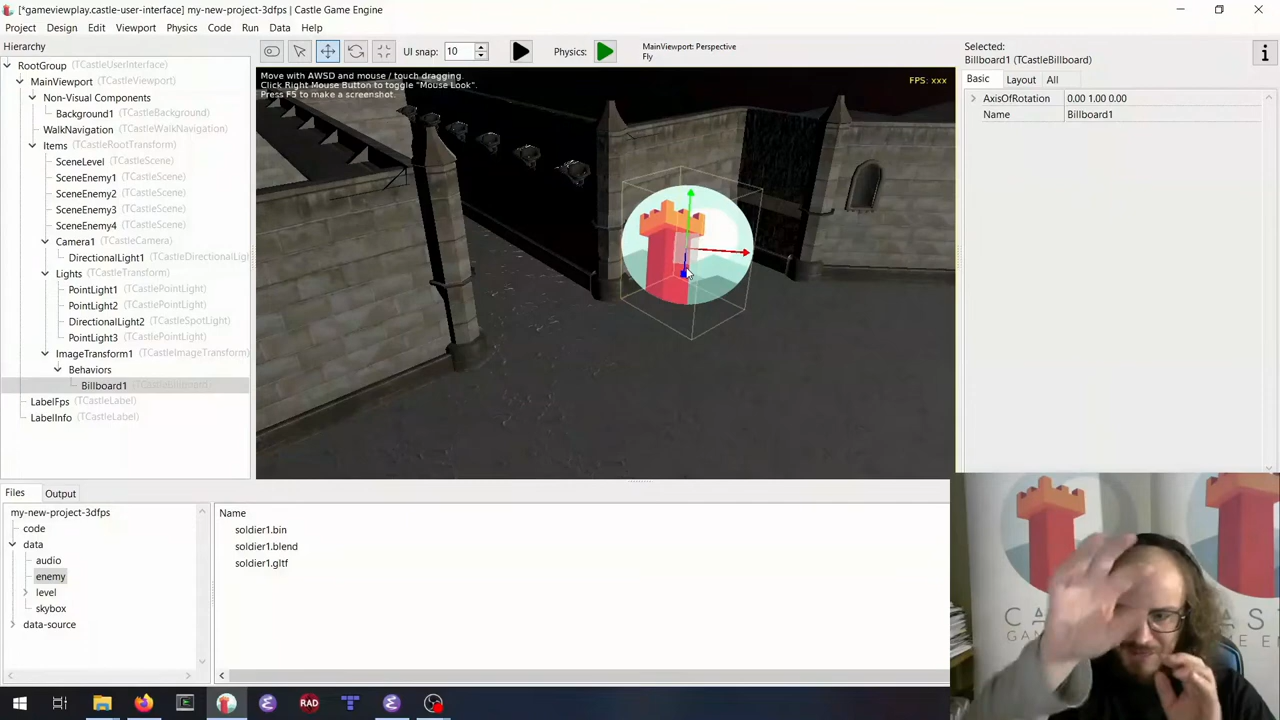 [*gameviewplay.castle-user-interface] my-new-project-3dfps | Castle Game Engine
Project Design Edit Viewport Physics Code Run Data Help
Hierarchy
RootGroup (TCastleUserInterface)
MainViewport (TCastleViewport)
Non-Visual Components
Background1 (TCastleBackground)
WalkNavigation (TCastleWalkNavigation)
Items (TCastleRootTransform)
SceneLevel (TCastleScene)
SceneEnemy1 (TCastleScene)
SceneEnemy2 (TCastleScene)
SceneEnemy3 (TCastleScene)
SceneEnemy4 (TCastleScene)
Camera1 (TCastleCamera)
DirectionalLight1 (TCastleDirectionalLig
Lights (TCastleTransform)
PointLight1 (TCastlePointLight)
PointLight2 (TCastlePointLight)
DirectionalLight2 (TCastleSpotLight)
PointLight3 (TCastlePointLight)
ImageTransform1 (TCastleImageTransform)
Behaviors
Billboard1 (TCastleBillboard)
LabelFps (TCastleLabel)
LabelInfo (TCastleLabel)
UI snap: 10
Physics:
MainViewport: Perspective
Fly
Move with AWSD and mouse / touch dragging.
Click Right Mouse Button to toggle "Mouse Look".
Press F5 to make a screenshot.
FPS: xxx
Selected:
Billboard1 (TCastleBillboard)
Basic Layout All
AxisOfRotation 0.00 1.00 0.00
Name Billboard1
Files Output
my-new-project-3dfps
code
data
audio
enemy
level
skybox
data-source
Name
soldier1.bin
soldier1.blend
soldier1.gltf
RAD